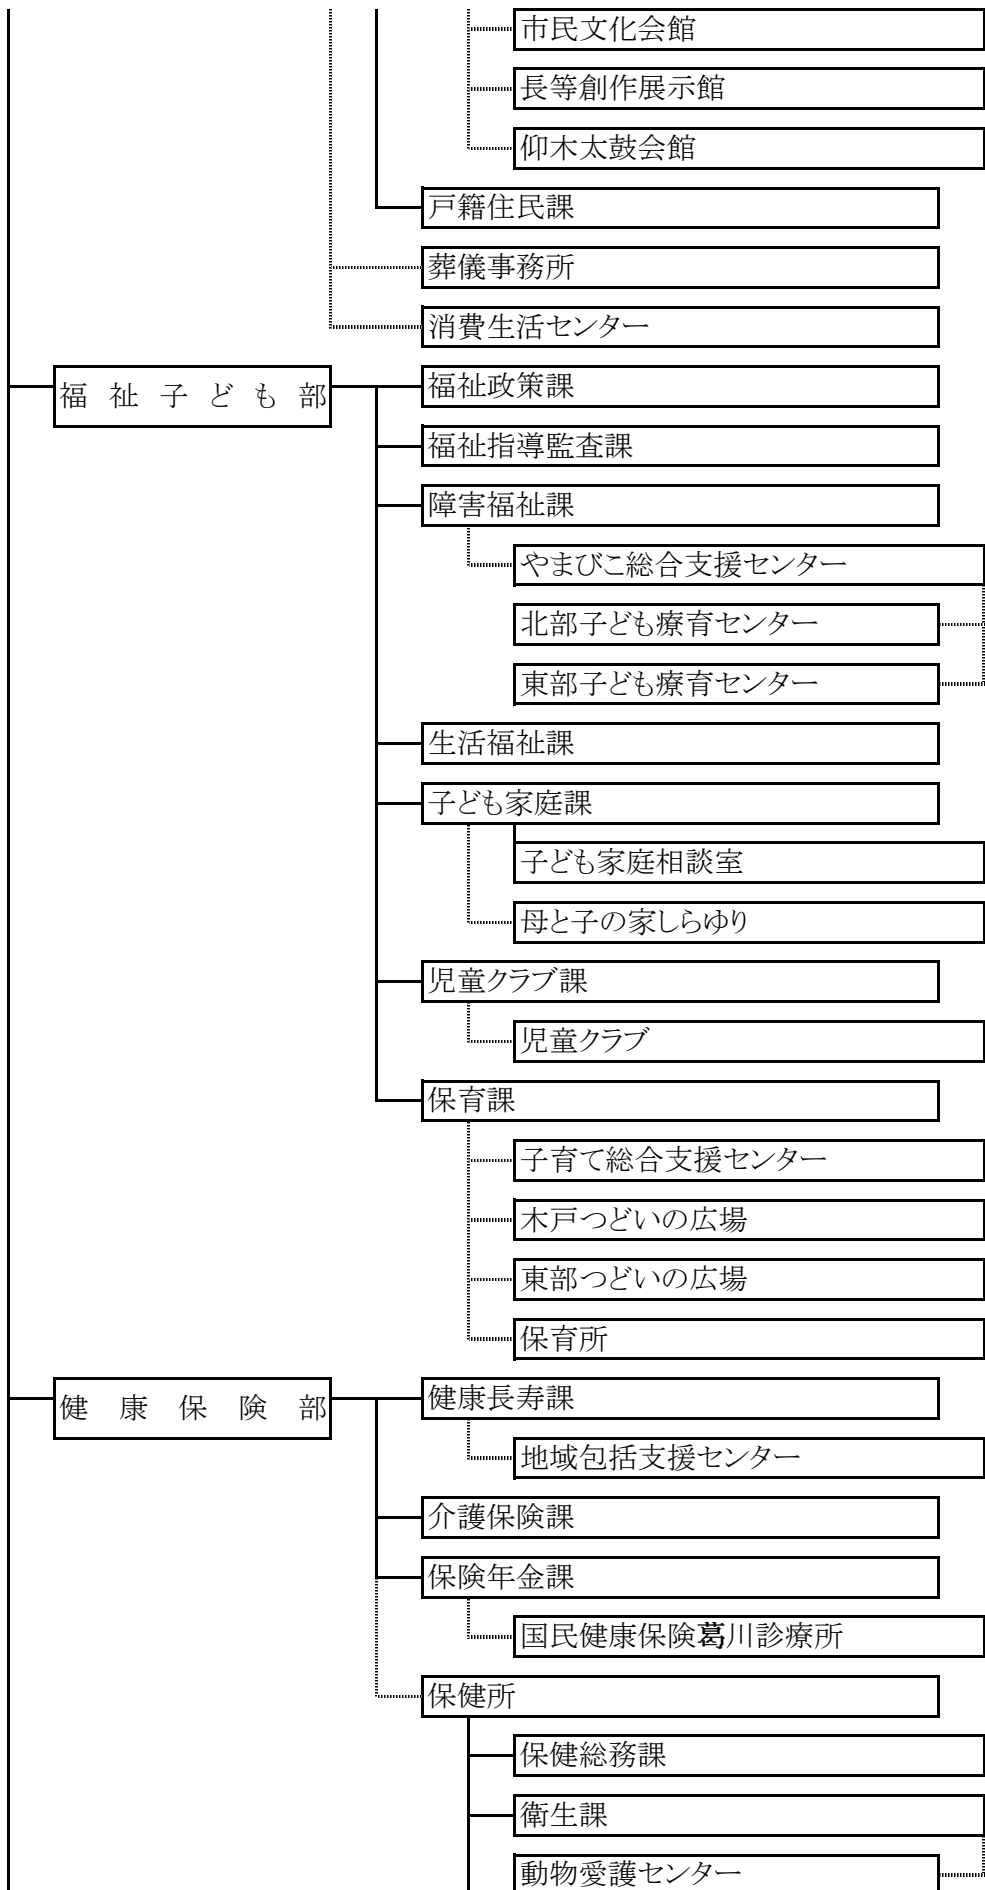 市民文化会館
長等創作展示館
仰木太鼓会館
戸籍住民課
葬儀事務所
消費生活センター
福祉子ども部
福祉政策課
福祉指導監査課
障害福祉課
やまびこ総合支援センター
北部子ども療育センター
東部子ども療育センター
生活福祉課
子ども家庭課
子ども家庭相談室
母と子の家しらゆり
児童クラブ課
児童クラブ
保育課
子育て総合支援センター
木戸つどいの広場
東部つどいの広場
保育所
健康保険部
健康長寿課
地域包括支援センター
介護保険課
保険年金課
国民健康保険葛川診療所
保健所
保健総務課
衛生課
動物愛護センター